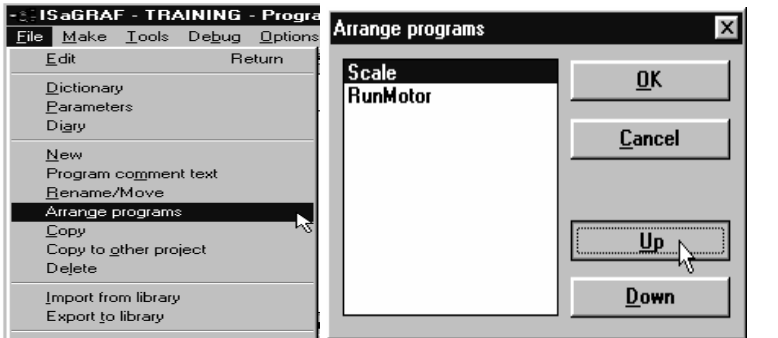 ISaGRAF - TRAINING - Progra
File Make Tools Debug Options
Edit Return
Dictionary
Parameters
Diary
New
Program comment text
Rename/Move
Arrange programs
Copy
Copy to other project
Delete
Import from library
Export to library
Arrange programs
Scale
RunMotor
OK
Cancel
Up
Down